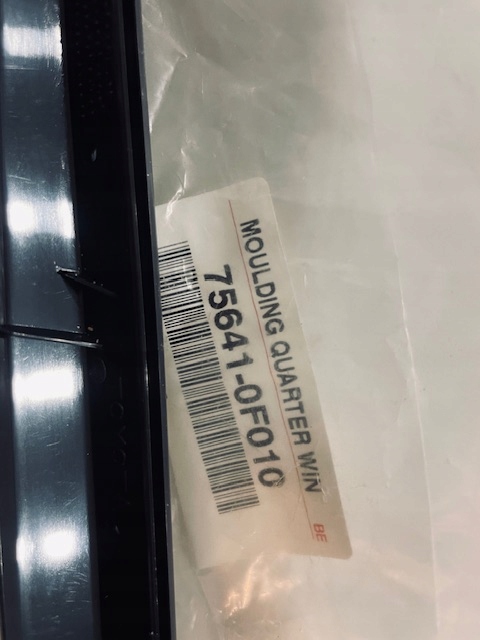 MOULDING QUARTER WIN
75641-0F010
BE